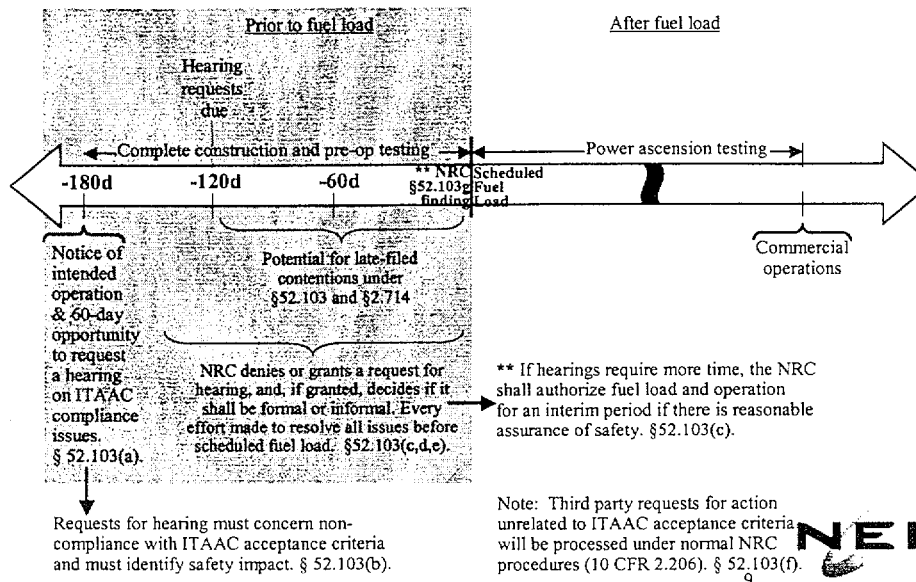 Prior to fuel load
After fuel load
Hearing
requests
due
Complete construction and pre-op testing
Power ascension testing
-180d
-120d
-60d
** NRC
§52.103g
finding
Scheduled
Fuel
Load
Notice of
intended
operation
& 60-day
opportunity
to request
a hearing
on ITAAC
compliance
issues.
§ 52.103(a).
Potential for late-filed
contentions under
§52.103 and §2.714
Commercial
operations
NRC denies or grants a request for
hearing, and, if granted, decides if it
shall be formal or informal. Every
effort made to resolve all issues before
scheduled fuel load. §52.103(c,d,e).
** If hearings require more time, the NRC
shall authorize fuel load and operation
for an interim period if there is reasonable
assurance of safety. §52.103(c).
Requests for hearing must concern non-
compliance with ITAAC acceptance criteria
and must identify safety impact. § 52.103(b).
Note: Third party requests for action
unrelated to ITAAC acceptance criteria
will be processed under normal NRC
procedures (10 CFR 2.206). § 52.103(f).
NEI
9